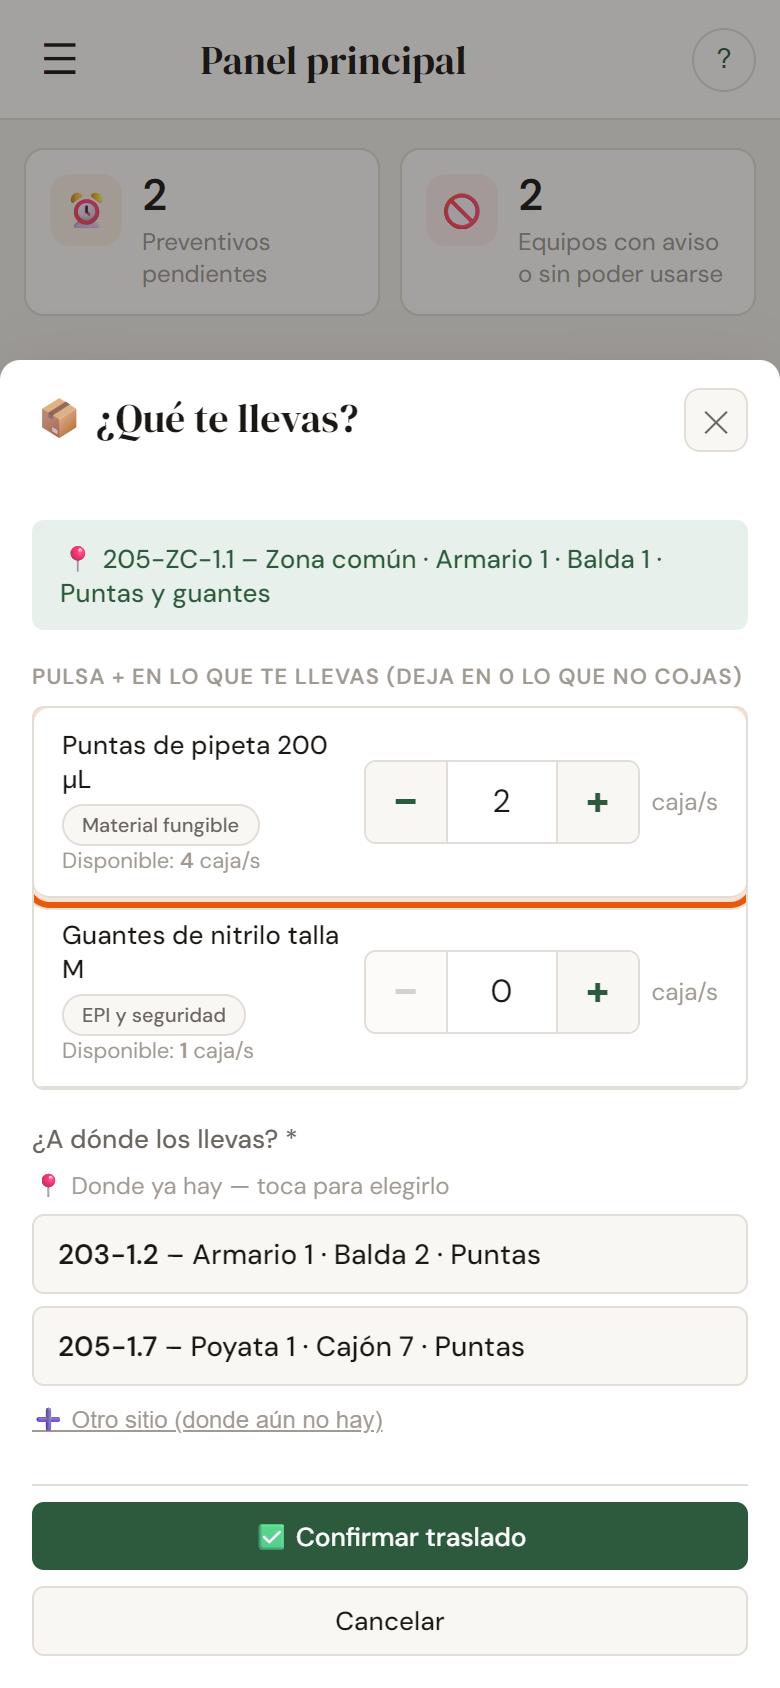 Panel principal
?
2
Preventivos
pendientes
2
Equipos con aviso
o sin poder usarse
¿Qué te llevas?
205-ZC-1.1 – Zona común · Armario 1 · Balda 1 ·
Puntas y guantes
PULSA + EN LO QUE TE LLEVAS (DEJA EN 0 LO QUE NO COJAS)
Puntas de pipeta 200
µL
Material fungible
Disponible: 4 caja/s
− 2 + caja/s
Guantes de nitrilo talla
M
EPI y seguridad
Disponible: 1 caja/s
− 0 + caja/s
¿A dónde los llevas? *
Donde ya hay — toca para elegirlo
203-1.2 – Armario 1 · Balda 2 · Puntas
205-1.7 – Poyata 1 · Cajón 7 · Puntas
Otro sitio (donde aún no hay)
Confirmar traslado
Cancelar